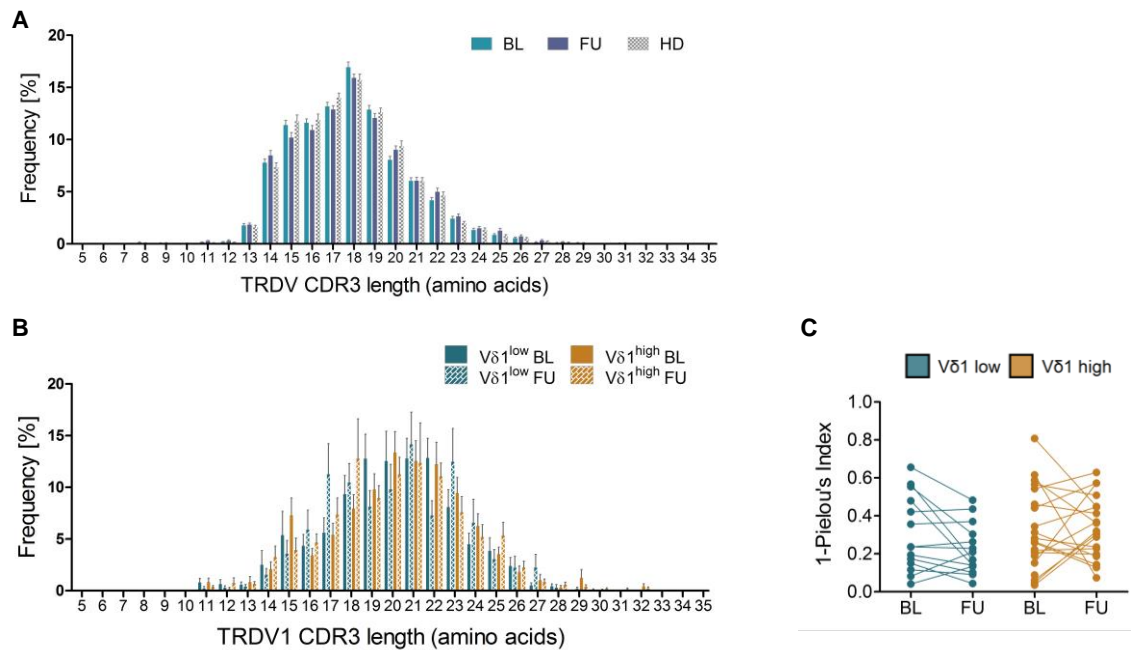 A
BL FU HD
Frequency [%]
20
15
10
5
0
5 6 7 8 9 10 11 12 13 14 15 16 17 18 19 20 21 22 23 24 25 26 27 28 29 30 31 32 33 34 35
TRDV CDR3 length (amino acids)
B
Vδ1low BL Vδ1high BL
Vδ1low FU Vδ1high FU
Frequency [%]
20
15
10
5
0
5 6 7 8 9 10 11 12 13 14 15 16 17 18 19 20 21 22 23 24 25 26 27 28 29 30 31 32 33 34 35
TRDV1 CDR3 length (amino acids)
C
Vδ1 low Vδ1 high
1-Pielou's Index
1.0
0.8
0.6
0.4
0.2
0.0
BL FU BL FU